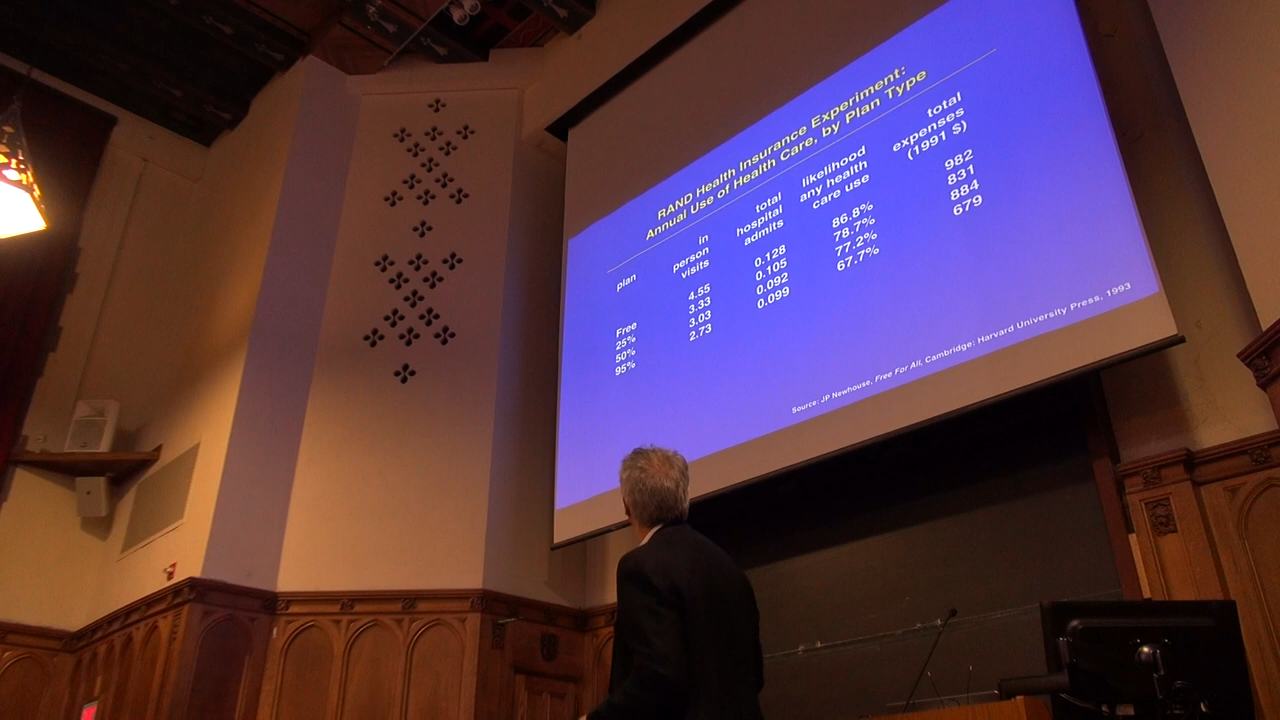 RAND Health Insurance Experiment:
Annual Use of Health Care, by Plan Type
plan in person visits total hospital admits likelihood any health care use total expenses (1991 $)
Free 4.55 0.128 86.8% 982
25% 3.33 0.105 78.7% 831
50% 3.03 0.092 77.2% 884
95% 2.73 0.099 67.7% 679
Source: JP Newhouse, Free For All, Cambridge: Harvard University Press, 1993